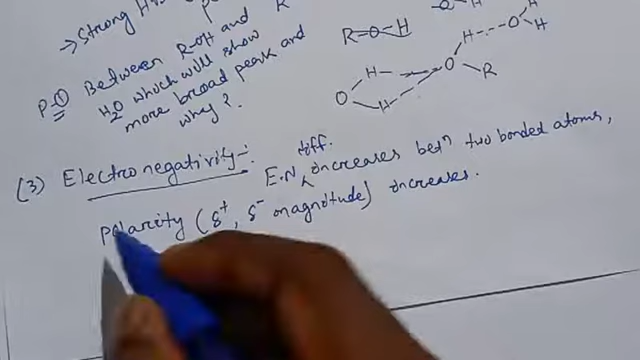 → Strong H
P-① Between R-OH and
H2O which will show
more broad peak and
why?
R-O-H
H---O-H
H
O
R
H
O
H
(3) Electronegativity:-
E.N diff. increases betn two bonded atoms,
polarity (δ+, δ- magnitude) increases.